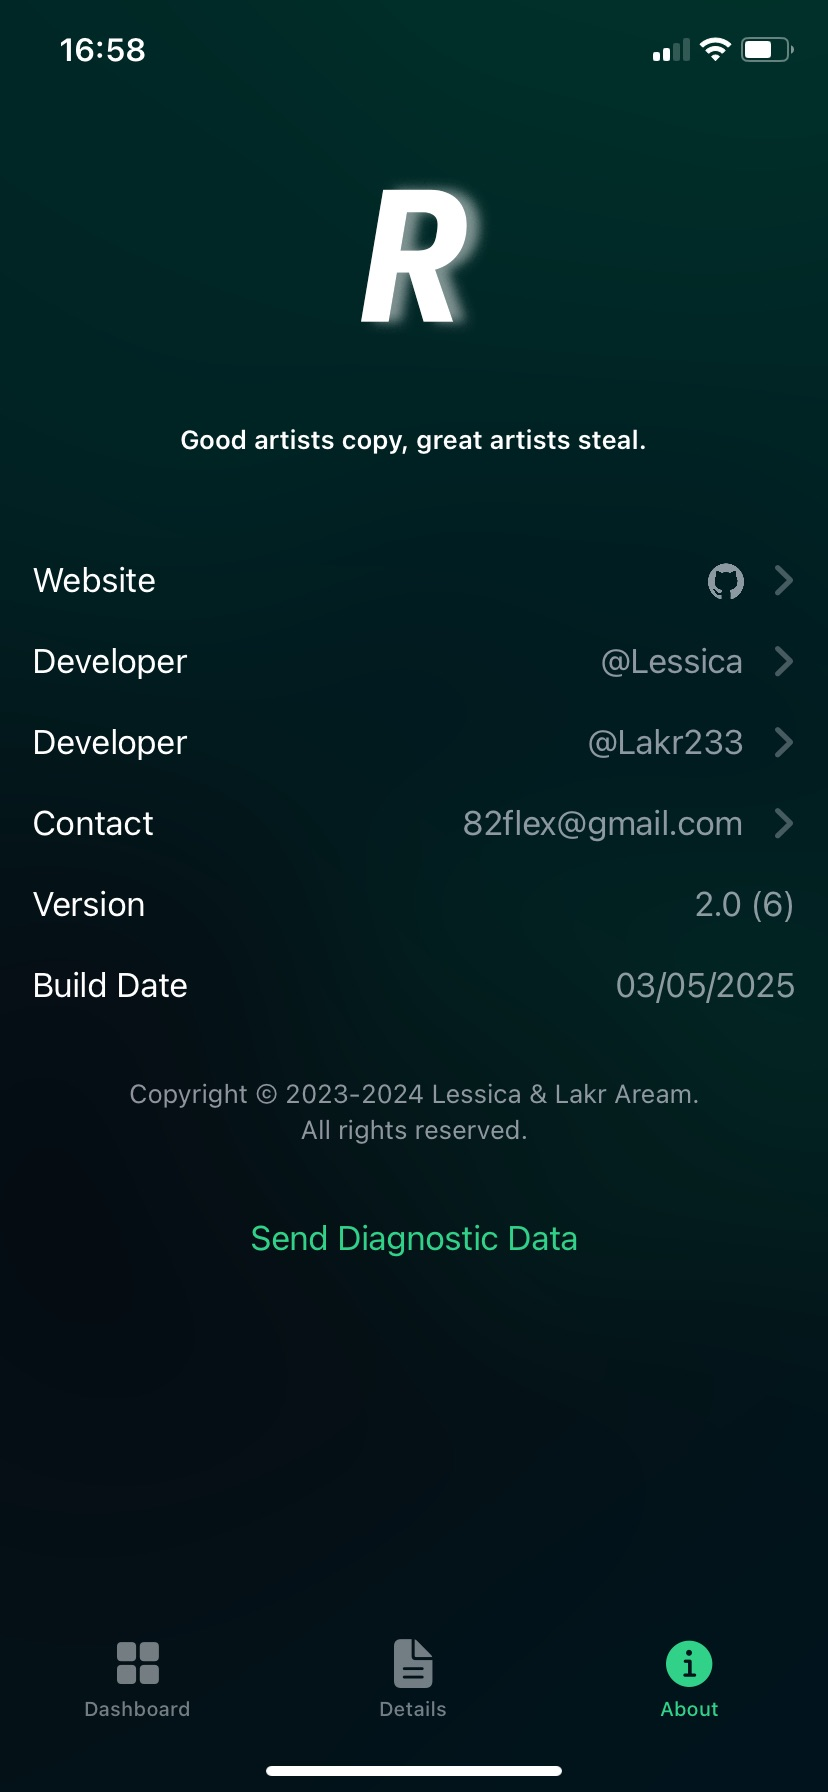 16:58
R
Good artists copy, great artists steal.
Website
Developer @Lessica
Developer @Lakr233
Contact 82flex@gmail.com
Version 2.0 (6)
Build Date 03/05/2025
Copyright © 2023-2024 Lessica & Lakr Aream.
All rights reserved.
Send Diagnostic Data
Dashboard Details About